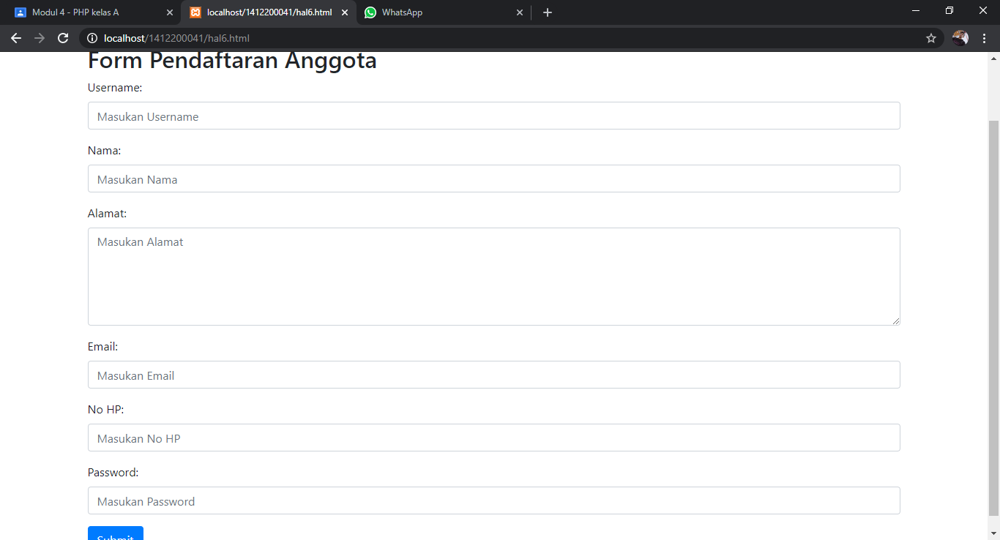 Modul 4 - PHP kelas A
localhost/1412200041/hal6.html
WhatsApp
localhost/1412200041/hal6.html
Form Pendaftaran Anggota
Username:
Masukan Username
Nama:
Masukan Nama
Alamat:
Masukan Alamat
Email:
Masukan Email
No HP:
Masukan No HP
Password:
Masukan Password
Submit